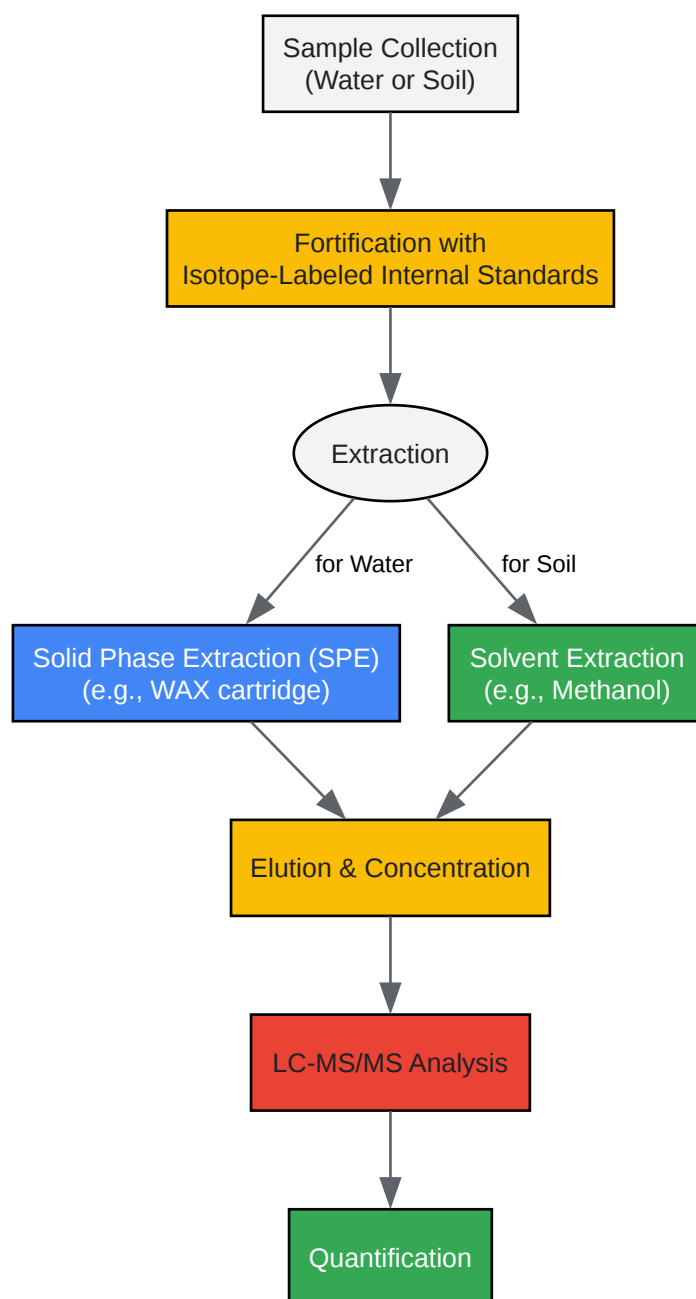 Sample Collection
(Water or Soil)
Fortification with
Isotope-Labeled Internal Standards
Extraction
for Water
for Soil
Solid Phase Extraction (SPE)
(e.g., WAX cartridge)
Solvent Extraction
(e.g., Methanol)
Elution & Concentration
LC-MS/MS Analysis
Quantification